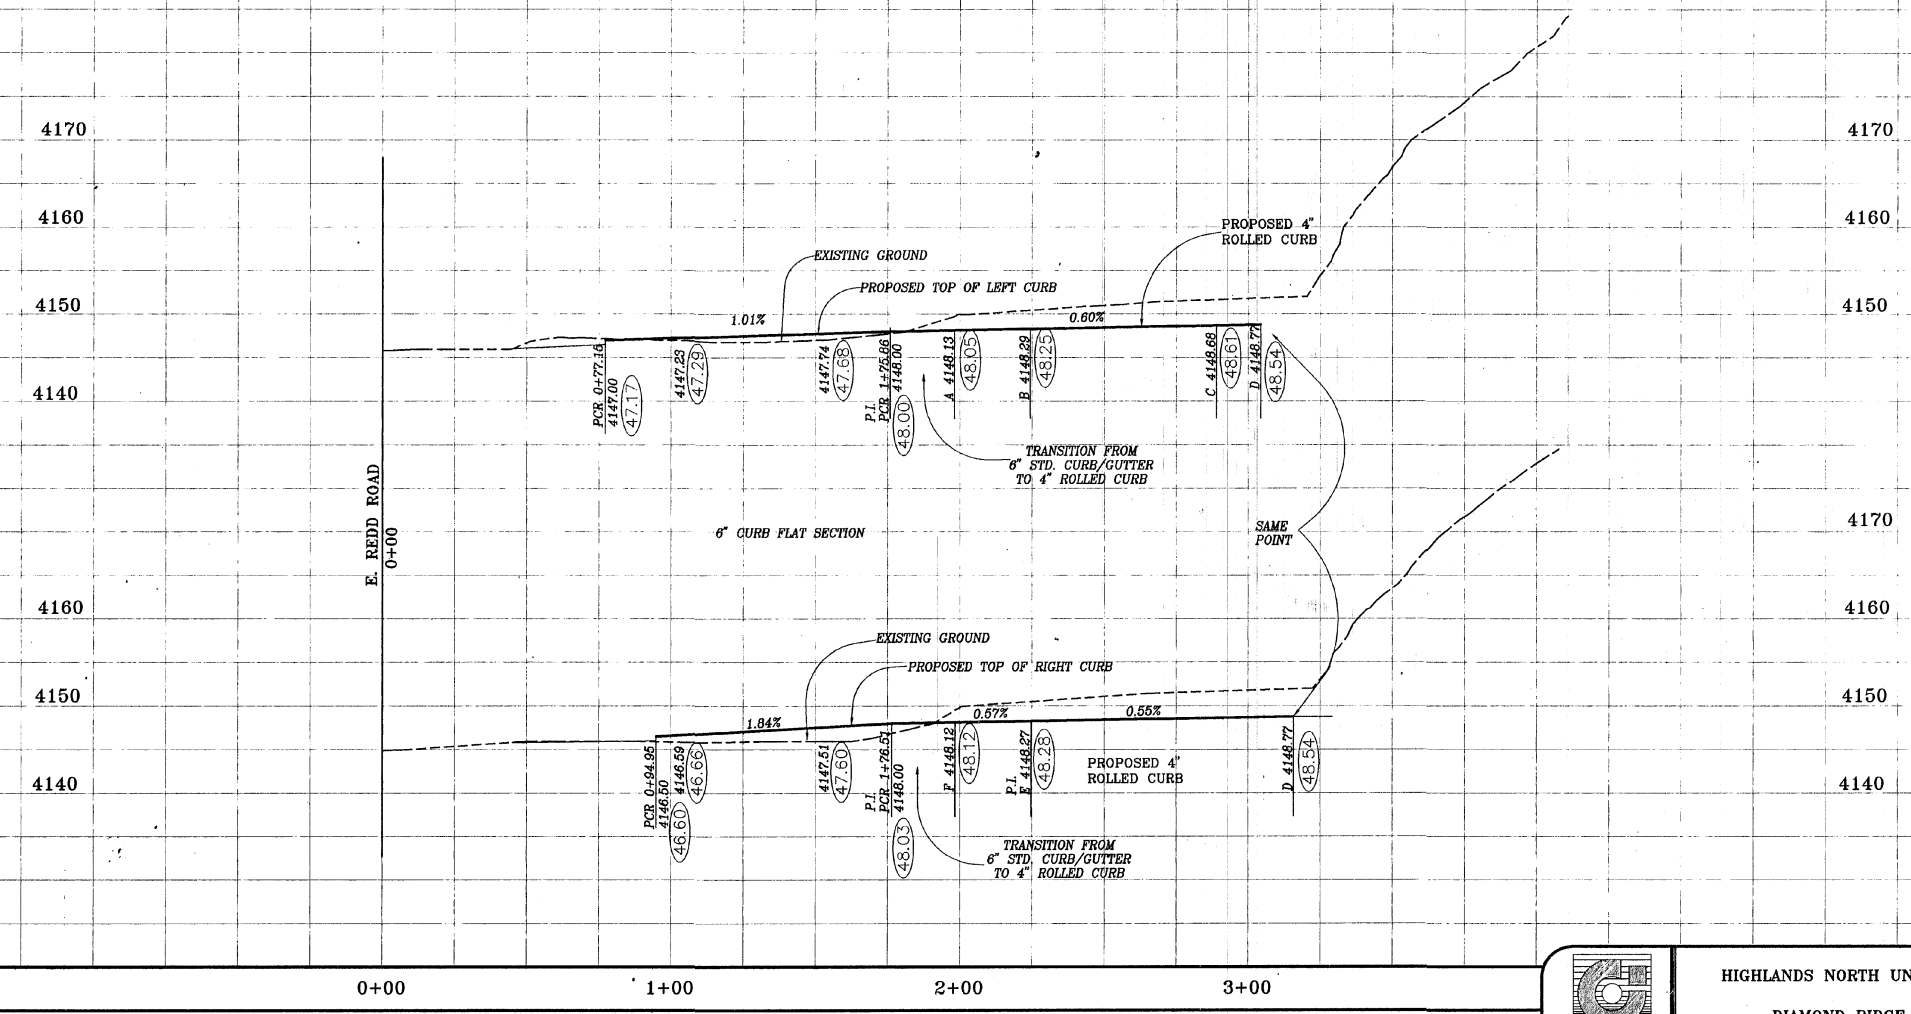 4170
4170
4160
4160
PROPOSED 4"
ROLLED CURB
EXISTING GROUND
PROPOSED TOP OF LEFT CURB
4150
4150
1.01%
0.60%
4140
4140
PCR 0+77.18
4147.00
47.17
4147.23
47.29
4147.74
47.68
P.I.
PCR 1+75.86
4148.00
48.00
A 4148.13
48.05
B 4148.29
48.25
C 4148.68
48.61
D 4148.77
48.54
TRANSITION FROM
6" STD. CURB/GUTTER
TO 4" ROLLED CURB
E. REDD ROAD
0+00
6" CURB FLAT SECTION
SAME
POINT
4170
4160
4160
EXISTING GROUND
PROPOSED TOP OF RIGHT CURB
4150
4150
1.84%
0.57%
0.55%
4140
4140
PCR 0+94.95
4146.50
46.60
4146.59
46.66
4147.51
47.60
P.I.
PCR 1+76.51
4148.00
48.03
F 4148.12
48.12
P.I.
E 4148.27
48.28
PROPOSED 4"
ROLLED CURB
D 4148.77
48.54
TRANSITION FROM
6" STD. CURB/GUTTER
TO 4" ROLLED CURB
0+00
1+00
2+00
3+00
HIGHLANDS NORTH UN
DIAMOND RIDGE